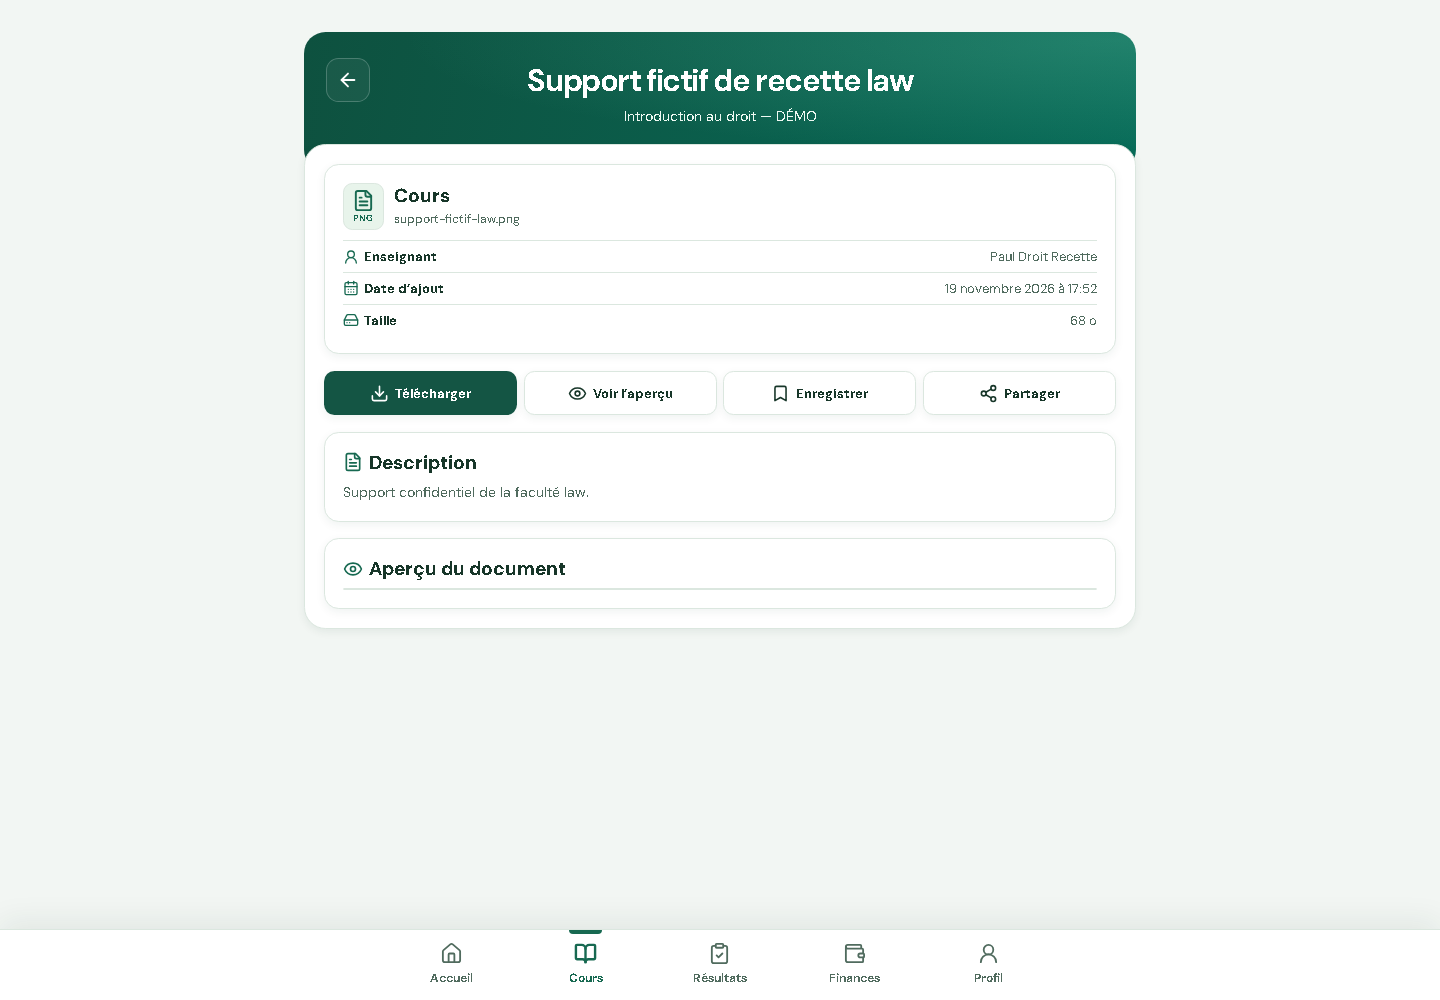 Support fictif de recette law
Introduction au droit — DÉMO
PNG
Cours
support-fictif-law.png
Enseignant
Paul Droit Recette
Date d’ajout
19 novembre 2026 à 17:52
Taille
68 o
Télécharger
Voir l’aperçu
Enregistrer
Partager
Description
Support confidentiel de la faculté law.
Aperçu du document
Accueil
Cours
Résultats
Finances
Profil